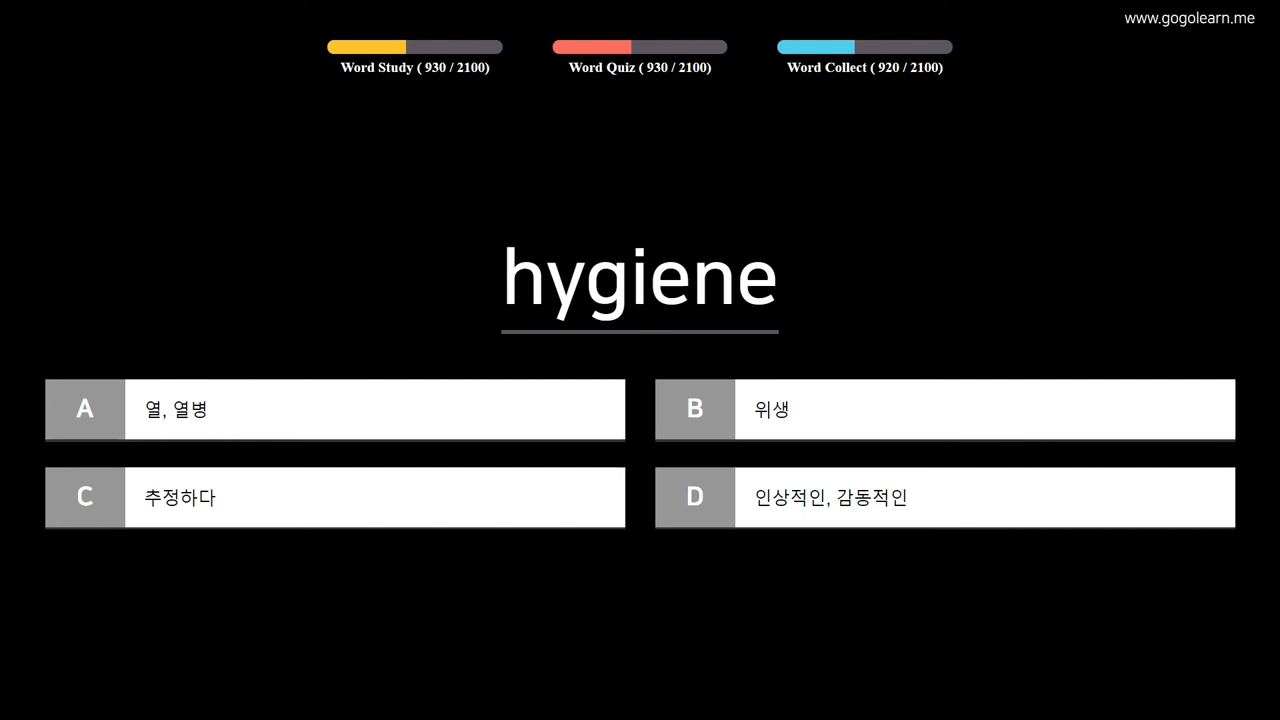 www.gogolearn.me
Word Study ( 930 / 2100)
Word Quiz ( 930 / 2100)
Word Collect ( 920 / 2100)
hygiene
A 열, 열병
B 위생
C 추정하다
D 인상적인, 감동적인